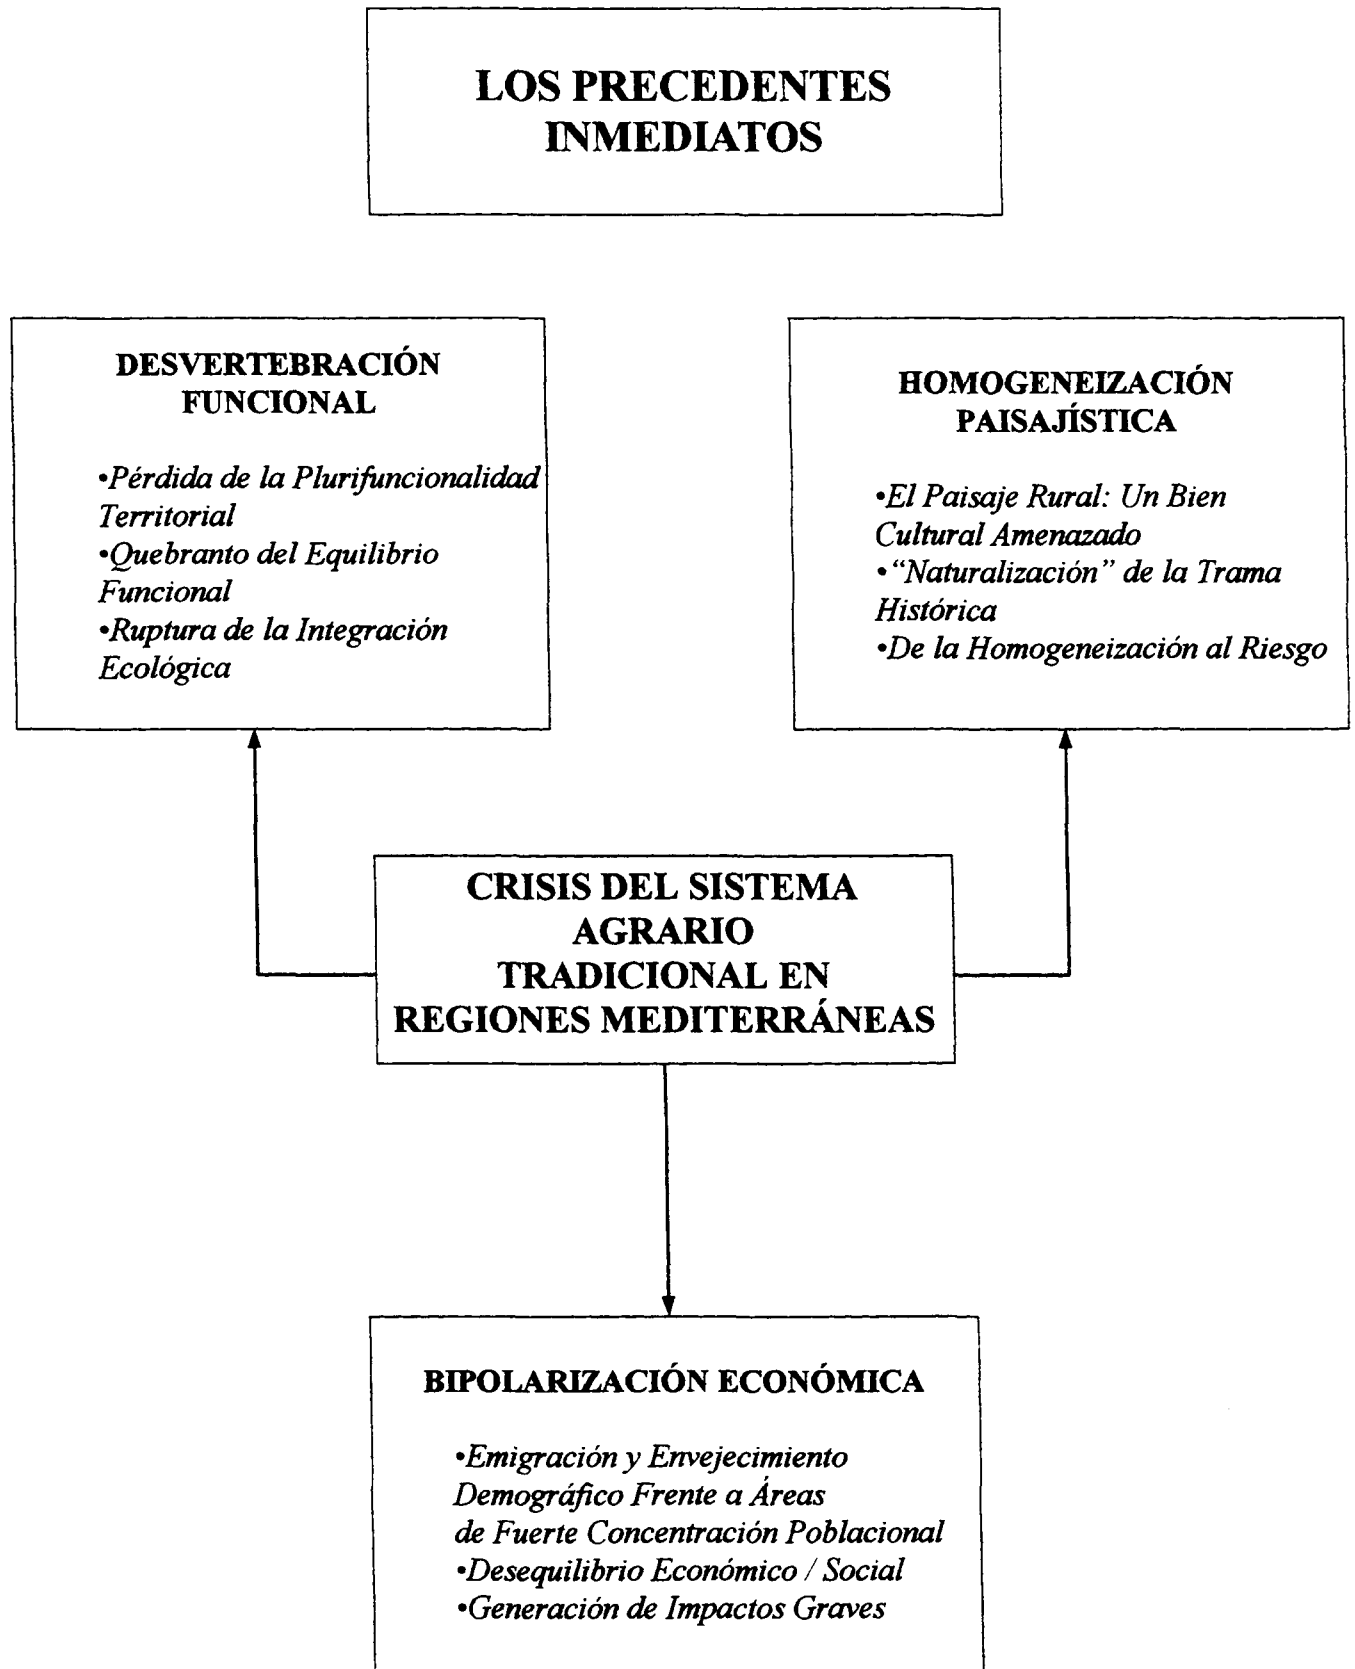 LOS PRECEDENTES
INMEDIATOS
DESVERTEBRACIÓN
FUNCIONAL
•Pérdida de la Plurifuncionalidad
Territorial
•Quebranto del Equilibrio
Funcional
•Ruptura de la Integración
Ecológica
HOMOGENEIZACIÓN
PAISAJÍSTICA
•El Paisaje Rural: Un Bien
Cultural Amenazado
•“Naturalización” de la Trama
Histórica
•De la Homogeneización al Riesgo
CRISIS DEL SISTEMA
AGRARIO
TRADICIONAL EN
REGIONES MEDITERRÁNEAS
BIPOLARIZACIÓN ECONÓMICA
•Emigración y Envejecimiento
Demográfico Frente a Áreas
de Fuerte Concentración Poblacional
•Desequilibrio Económico / Social
•Generación de Impactos Graves